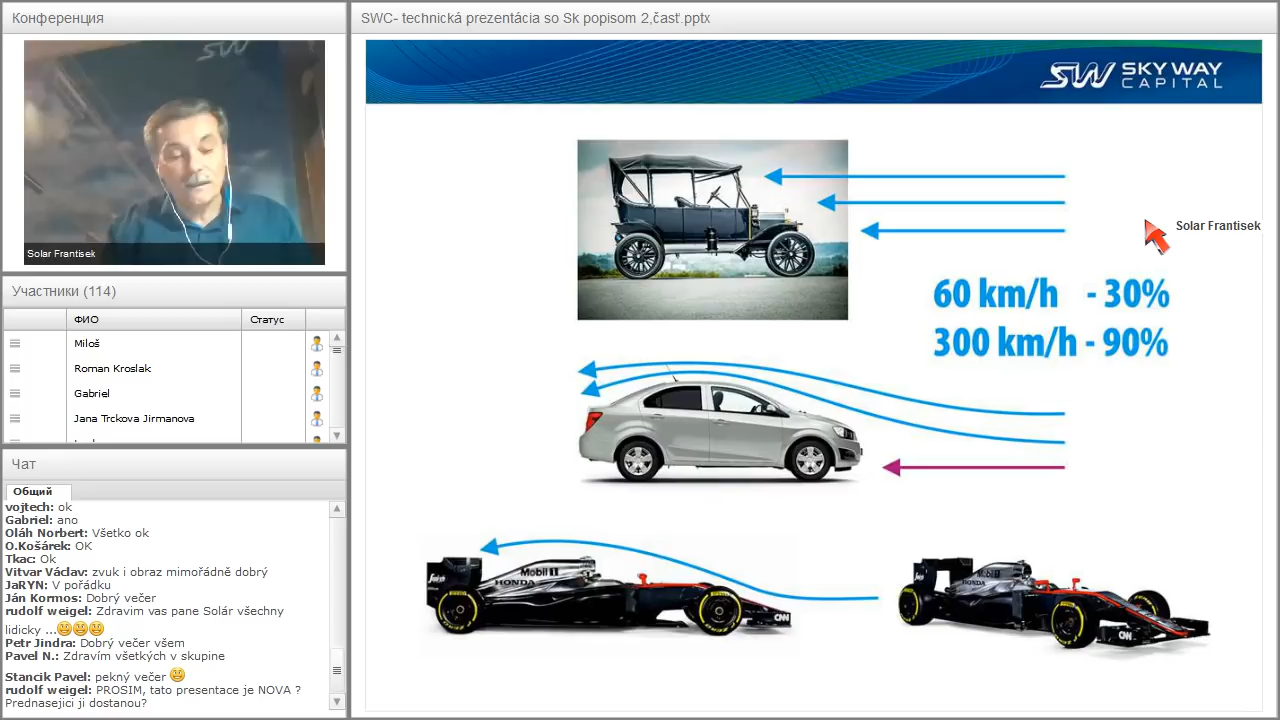 Конференция
Solar Frantisek
Участники (114)
ФИО Статус
Miloš
Roman Kroslak
Gabriel
Jana Trckova Jirmanova
Чат
Общий
vojtech: ok
Gabriel: ano
Oláh Norbert: Všetko ok
O.Košárek: OK
Tkac: Ok
Vitvar Václav: zvuk i obraz mimořádně dobrý
JaRYN: V pořádku
Ján Kormos: Dobrý večer
rudolf weigel: Zdravim vas pane Solár všechny
lidicky ...
Petr Jindra: Dobrý večer všem
Pavel N.: Zdravím všetkých v skupine
Stancik Pavel: pekný večer
rudolf weigel: PROSIM, tato presentace je NOVA ?
Prednasejici ji dostanou?
SWC- technická prezentácia so Sk popisom 2,časť.pptx
SW SKY WAY
CAPITAL
Solar Frantisek
60 km/h - 30%
300 km/h - 90%
Mobil 1
HONDA
CNN
HONDA
CNN